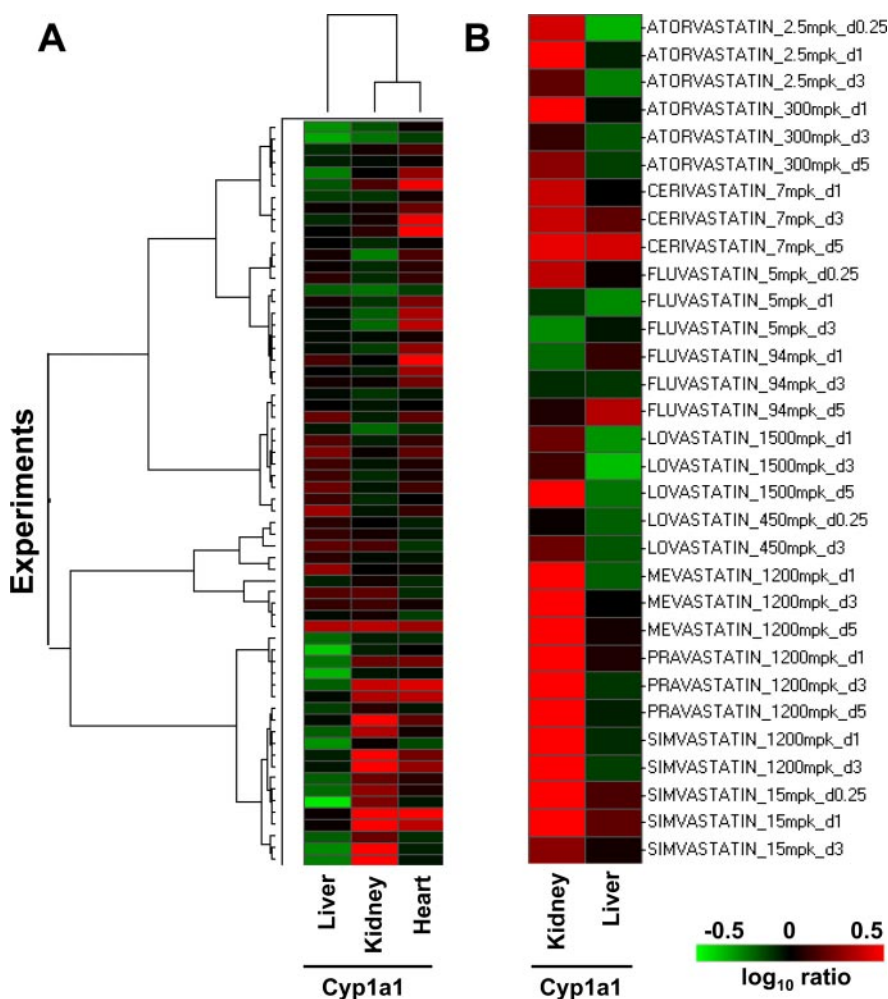 A
Experiments
Liver
Kidney
Heart
Cyp1a1
B
ATORVASTATIN_2.5mpk_d0.25
ATORVASTATIN_2.5mpk_d1
ATORVASTATIN_2.5mpk_d3
ATORVASTATIN_300mpk_d1
ATORVASTATIN_300mpk_d3
ATORVASTATIN_300mpk_d5
CERIVASTATIN_7mpk_d1
CERIVASTATIN_7mpk_d3
CERIVASTATIN_7mpk_d5
FLUVASTATIN_5mpk_d0.25
FLUVASTATIN_5mpk_d1
FLUVASTATIN_5mpk_d3
FLUVASTATIN_94mpk_d1
FLUVASTATIN_94mpk_d3
FLUVASTATIN_94mpk_d5
LOVASTATIN_1500mpk_d1
LOVASTATIN_1500mpk_d3
LOVASTATIN_1500mpk_d5
LOVASTATIN_450mpk_d0.25
LOVASTATIN_450mpk_d3
MEVASTATIN_1200mpk_d1
MEVASTATIN_1200mpk_d3
MEVASTATIN_1200mpk_d5
PRAVASTATIN_1200mpk_d1
PRAVASTATIN_1200mpk_d3
PRAVASTATIN_1200mpk_d5
SIMVASTATIN_1200mpk_d1
SIMVASTATIN_1200mpk_d3
SIMVASTATIN_15mpk_d0.25
SIMVASTATIN_15mpk_d1
SIMVASTATIN_15mpk_d3
Kidney
Liver
Cyp1a1
-0.5 0 0.5
log₁₀ ratio